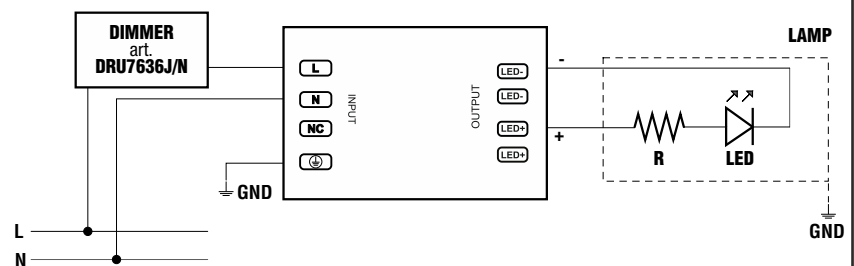 DIMMER
art.
DRU7636J/N
L
N
NC
GND
INPUT
OUTPUT
LED-
LED-
LED+
LED+
-
+
LAMP
R
LED
GND
L
N